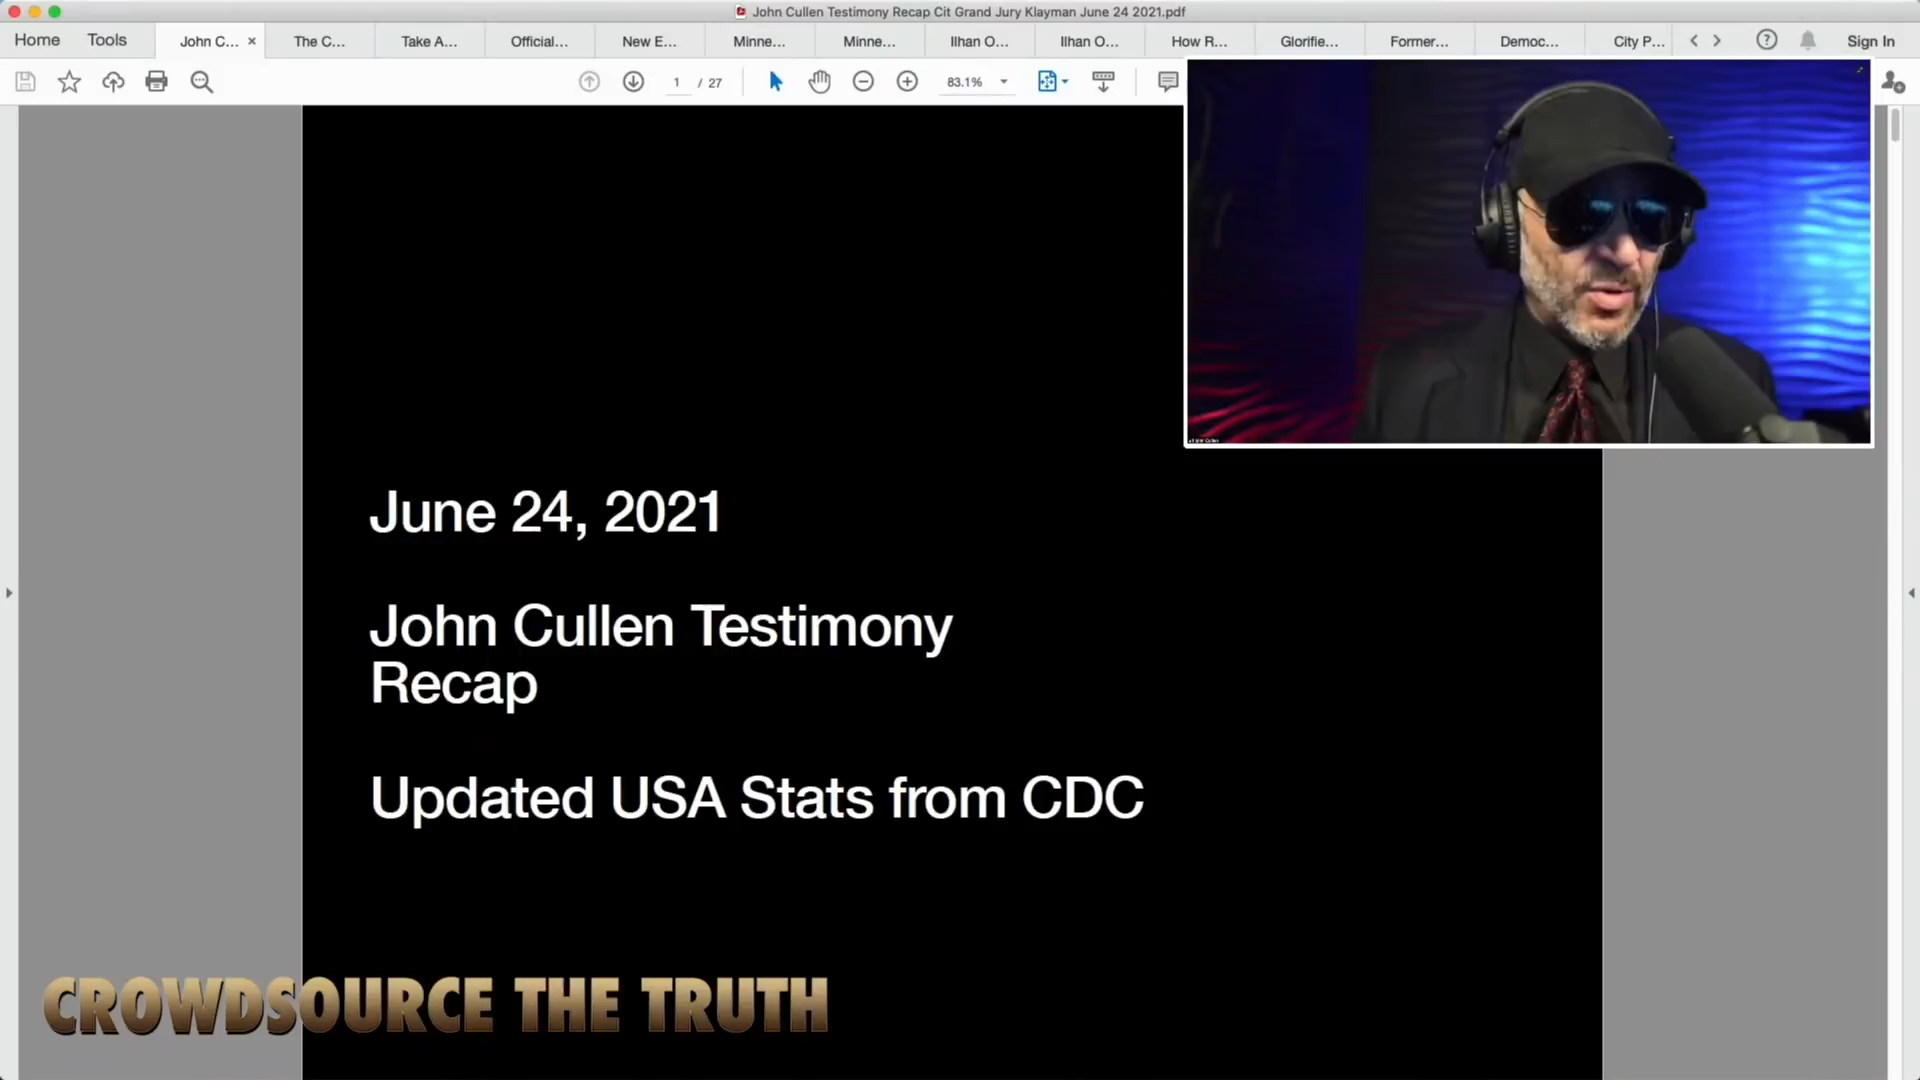 John Cullen Testimony Recap Cit Grand Jury Klayman June 24 2021.pdf
Home
Tools
John C...
The C...
Take A...
Official...
New E...
Minne...
Minne...
Ilhan O...
Ilhan O...
How R...
Glorifie...
Former...
Democ...
City P...
Sign In
1 / 27
83.1%
June 24, 2021
John Cullen Testimony
Recap
Updated USA Stats from CDC
CROWDSOURCE THE TRUTH